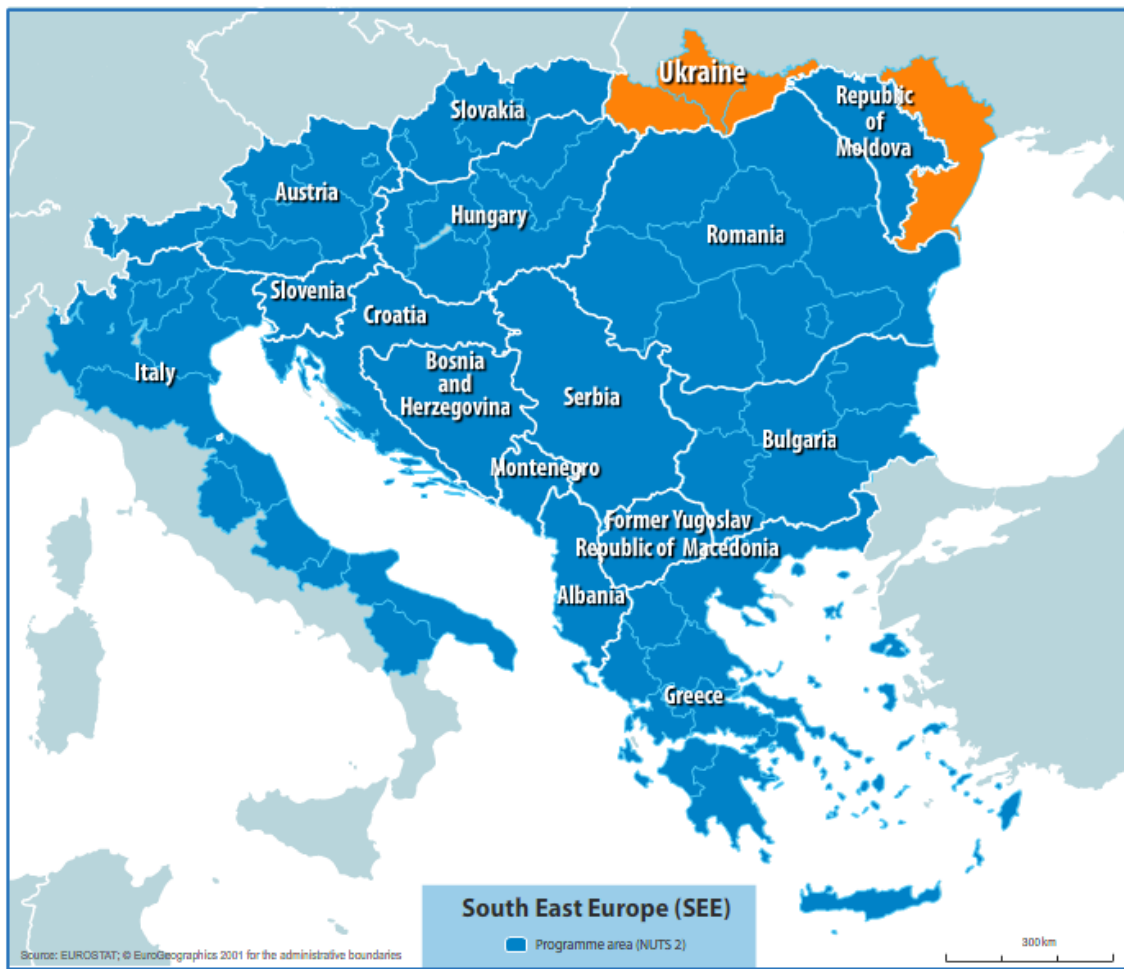 Ukraine
Slovakia
Republic
of
Moldova
Austria
Hungary
Romania
Slovenia
Croatia
Italy
Bosnia
and
Herzegovina
Serbia
Bulgaria
Montenegro
Former Yugoslav
Republic of Macedonia
Albania
Greece
South East Europe (SEE)
Programme area (NUTS 2)
Source: EUROSTAT; © EuroGeographics 2001 for the administrative boundaries
300km